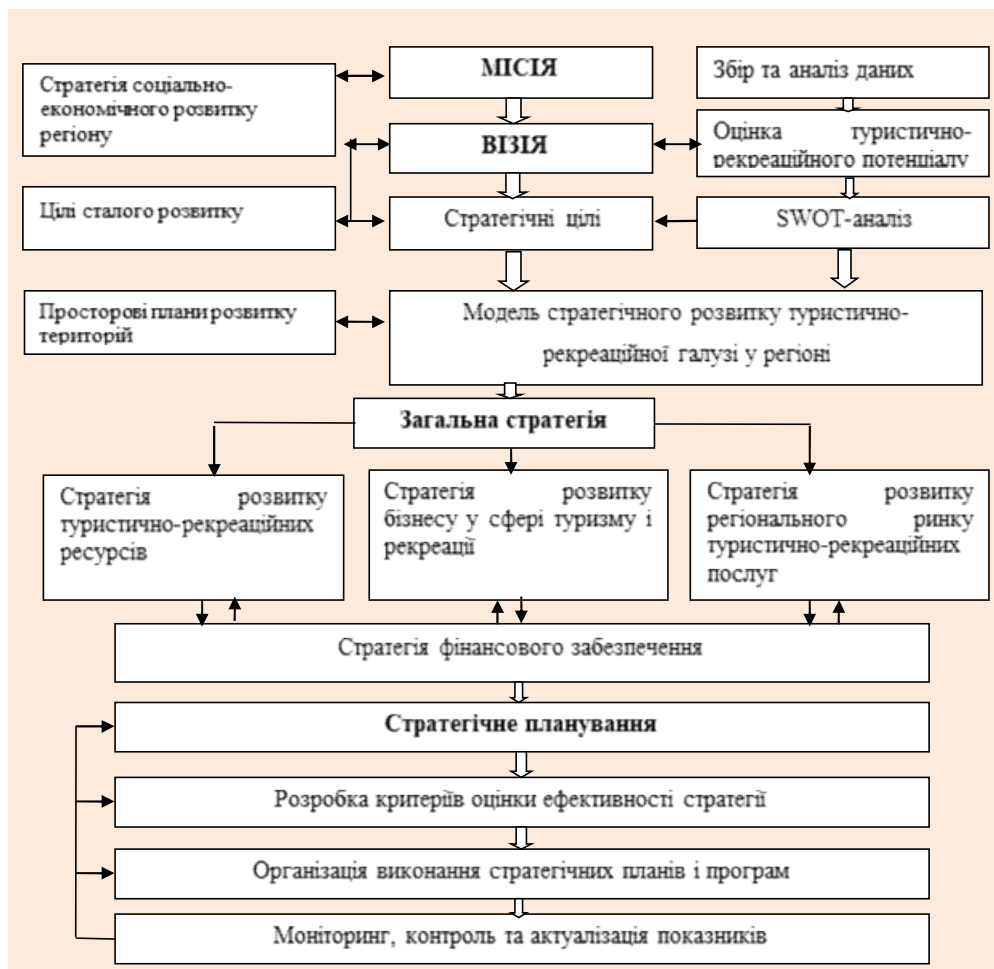 МІСІЯ
Збір та аналіз даних
Стратегія соціально-
економічного розвитку
регіону
ВІЗІЯ
Оцінка туристично-
рекреаційного потенціалу
Цілі сталого розвитку
Стратегічні цілі
SWOT-аналіз
Просторові плани розвитку
територій
Модель стратегічного розвитку туристично-
рекреаційної галузі у регіоні
Загальна стратегія
Стратегія розвитку
туристично-рекреаційних
ресурсів
Стратегія розвитку
бізнесу у сфері туризму і
рекреації
Стратегія розвитку
регіонального ринку
туристично-рекреаційних
послуг
Стратегія фінансового забезпечення
Стратегічне планування
Розробка критеріїв оцінки ефективності стратегії
Організація виконання стратегічних планів і програм
Моніторинг, контроль та актуалізація показників